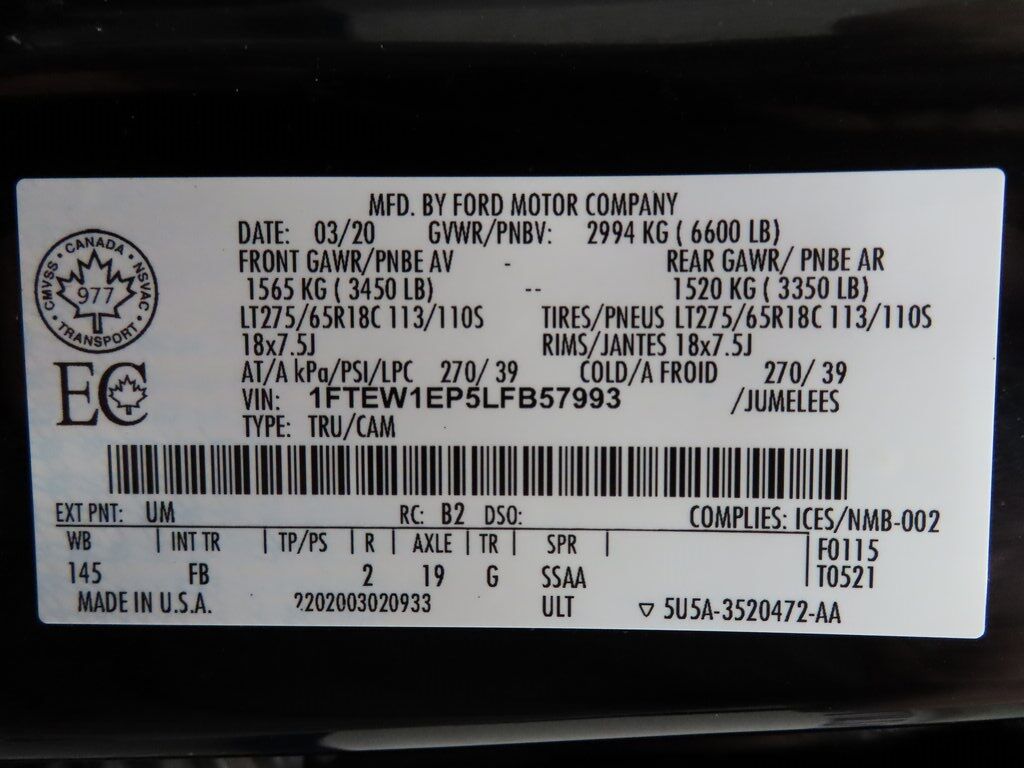 MFD. BY FORD MOTOR COMPANY
DATE: 03/20 GVWR/PNBV: 2994 KG ( 6600 LB)
FRONT GAWR/PNBE AV - REAR GAWR/ PNBE AR
1565 KG ( 3450 LB) -- 1520 KG ( 3350 LB)
LT275/65R18C 113/110S TIRES/PNEUS LT275/65R18C 113/110S
18x7.5J RIMS/JANTES 18x7.5J
AT/A kPa/PSI/LPC 270/ 39 COLD/A FROID 270/ 39
VIN: 1FTEW1EP5LFB57993 /JUMELEES
TYPE: TRU/CAM
CANADA
CMVSS 977 NSVAC
TRANSPORT
EC
EXT PNT: UM RC: B2 DSO: COMPLIES: ICES/NMB-002
WB | INT TR | TP/PS | R | AXLE | TR | SPR | F0115
145 FB 2 19 G SSAA T0521
MADE IN U.S.A. ?202003020933 ULT ▽ 5U5A-3520472-AA